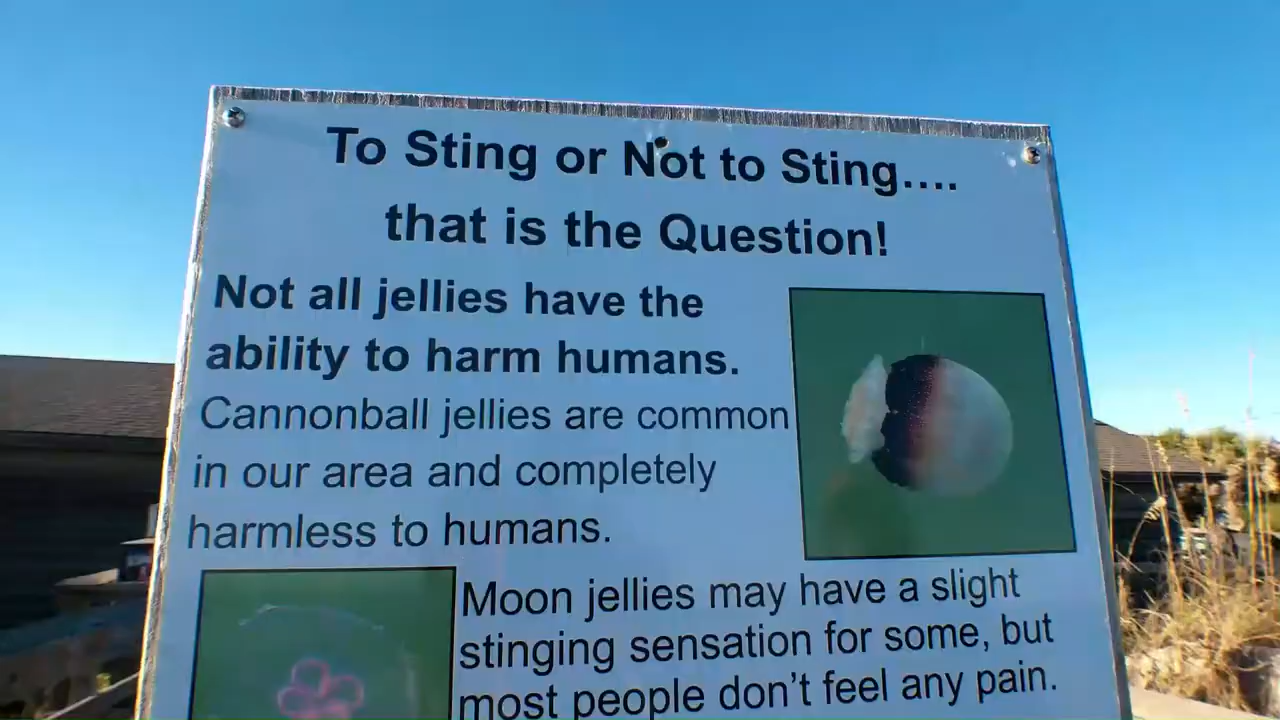 To Sting or Not to Sting....
that is the Question!
Not all jellies have the
ability to harm humans.
Cannonball jellies are common
in our area and completely
harmless to humans.
Moon jellies may have a slight
stinging sensation for some, but
most people don't feel any pain.